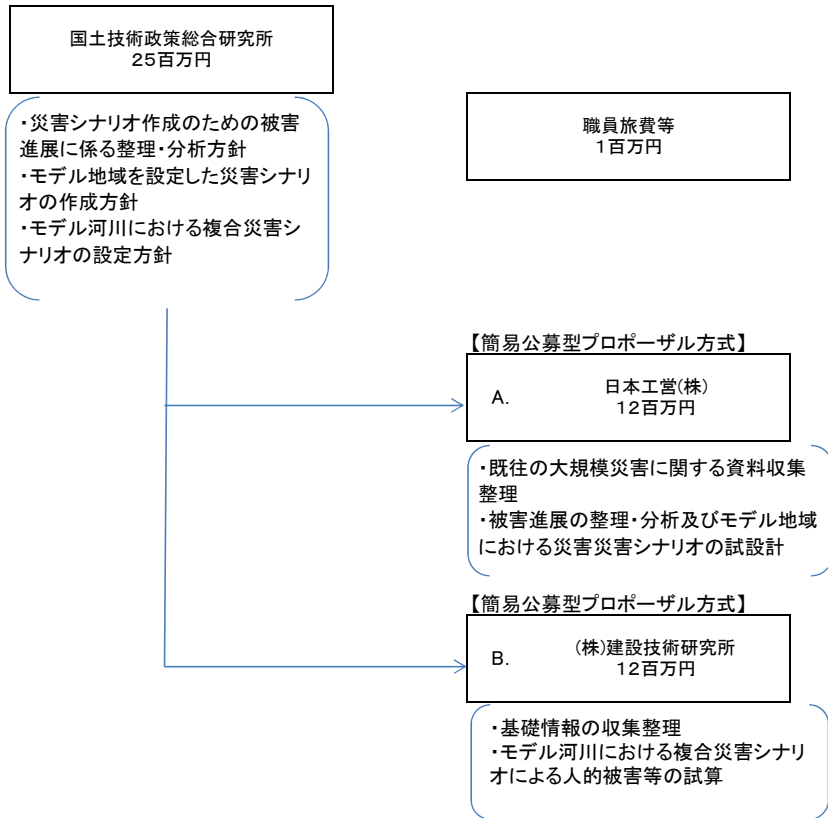 国土技術政策総合研究所
25百万円
・災害シナリオ作成のための被害
進展に係る整理・分析方針
・モデル地域を設定した災害シナリ
オの作成方針
・モデル河川における複合災害シ
ナリオの設定方針
職員旅費等
1百万円
【簡易公募型プロポーザル方式】
A. 日本工営(株)
12百万円
・既往の大規模災害に関する資料収集
整理
・被害進展の整理・分析及びモデル地域
における災害災害シナリオの試設計
【簡易公募型プロポーザル方式】
B. (株)建設技術研究所
12百万円
・基礎情報の収集整理
・モデル河川における複合災害シナリ
オによる人的被害等の試算